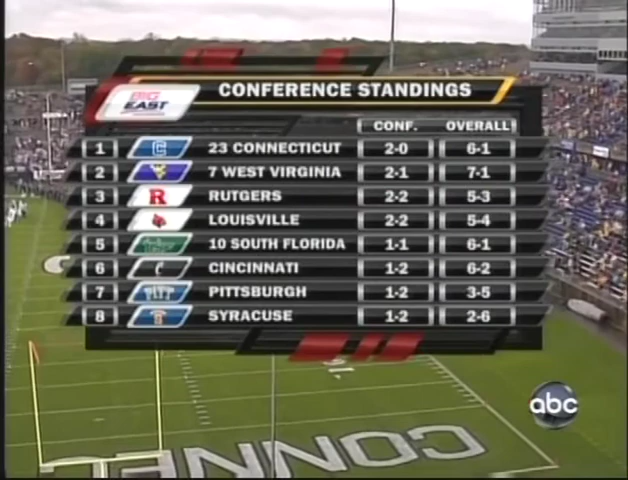 BIG EAST CONFERENCE STANDINGS
CONF. OVERALL
1 C 23 CONNECTICUT 2-0 6-1
2 WV 7 WEST VIRGINIA 2-1 7-1
3 R RUTGERS 2-2 5-3
4 LOUISVILLE 2-2 5-4
5 10 SOUTH FLORIDA 1-1 6-1
6 C CINCINNATI 1-2 6-2
7 PITT PITTSBURGH 1-2 3-5
8 SYRACUSE 1-2 2-6
abc
CONNEC